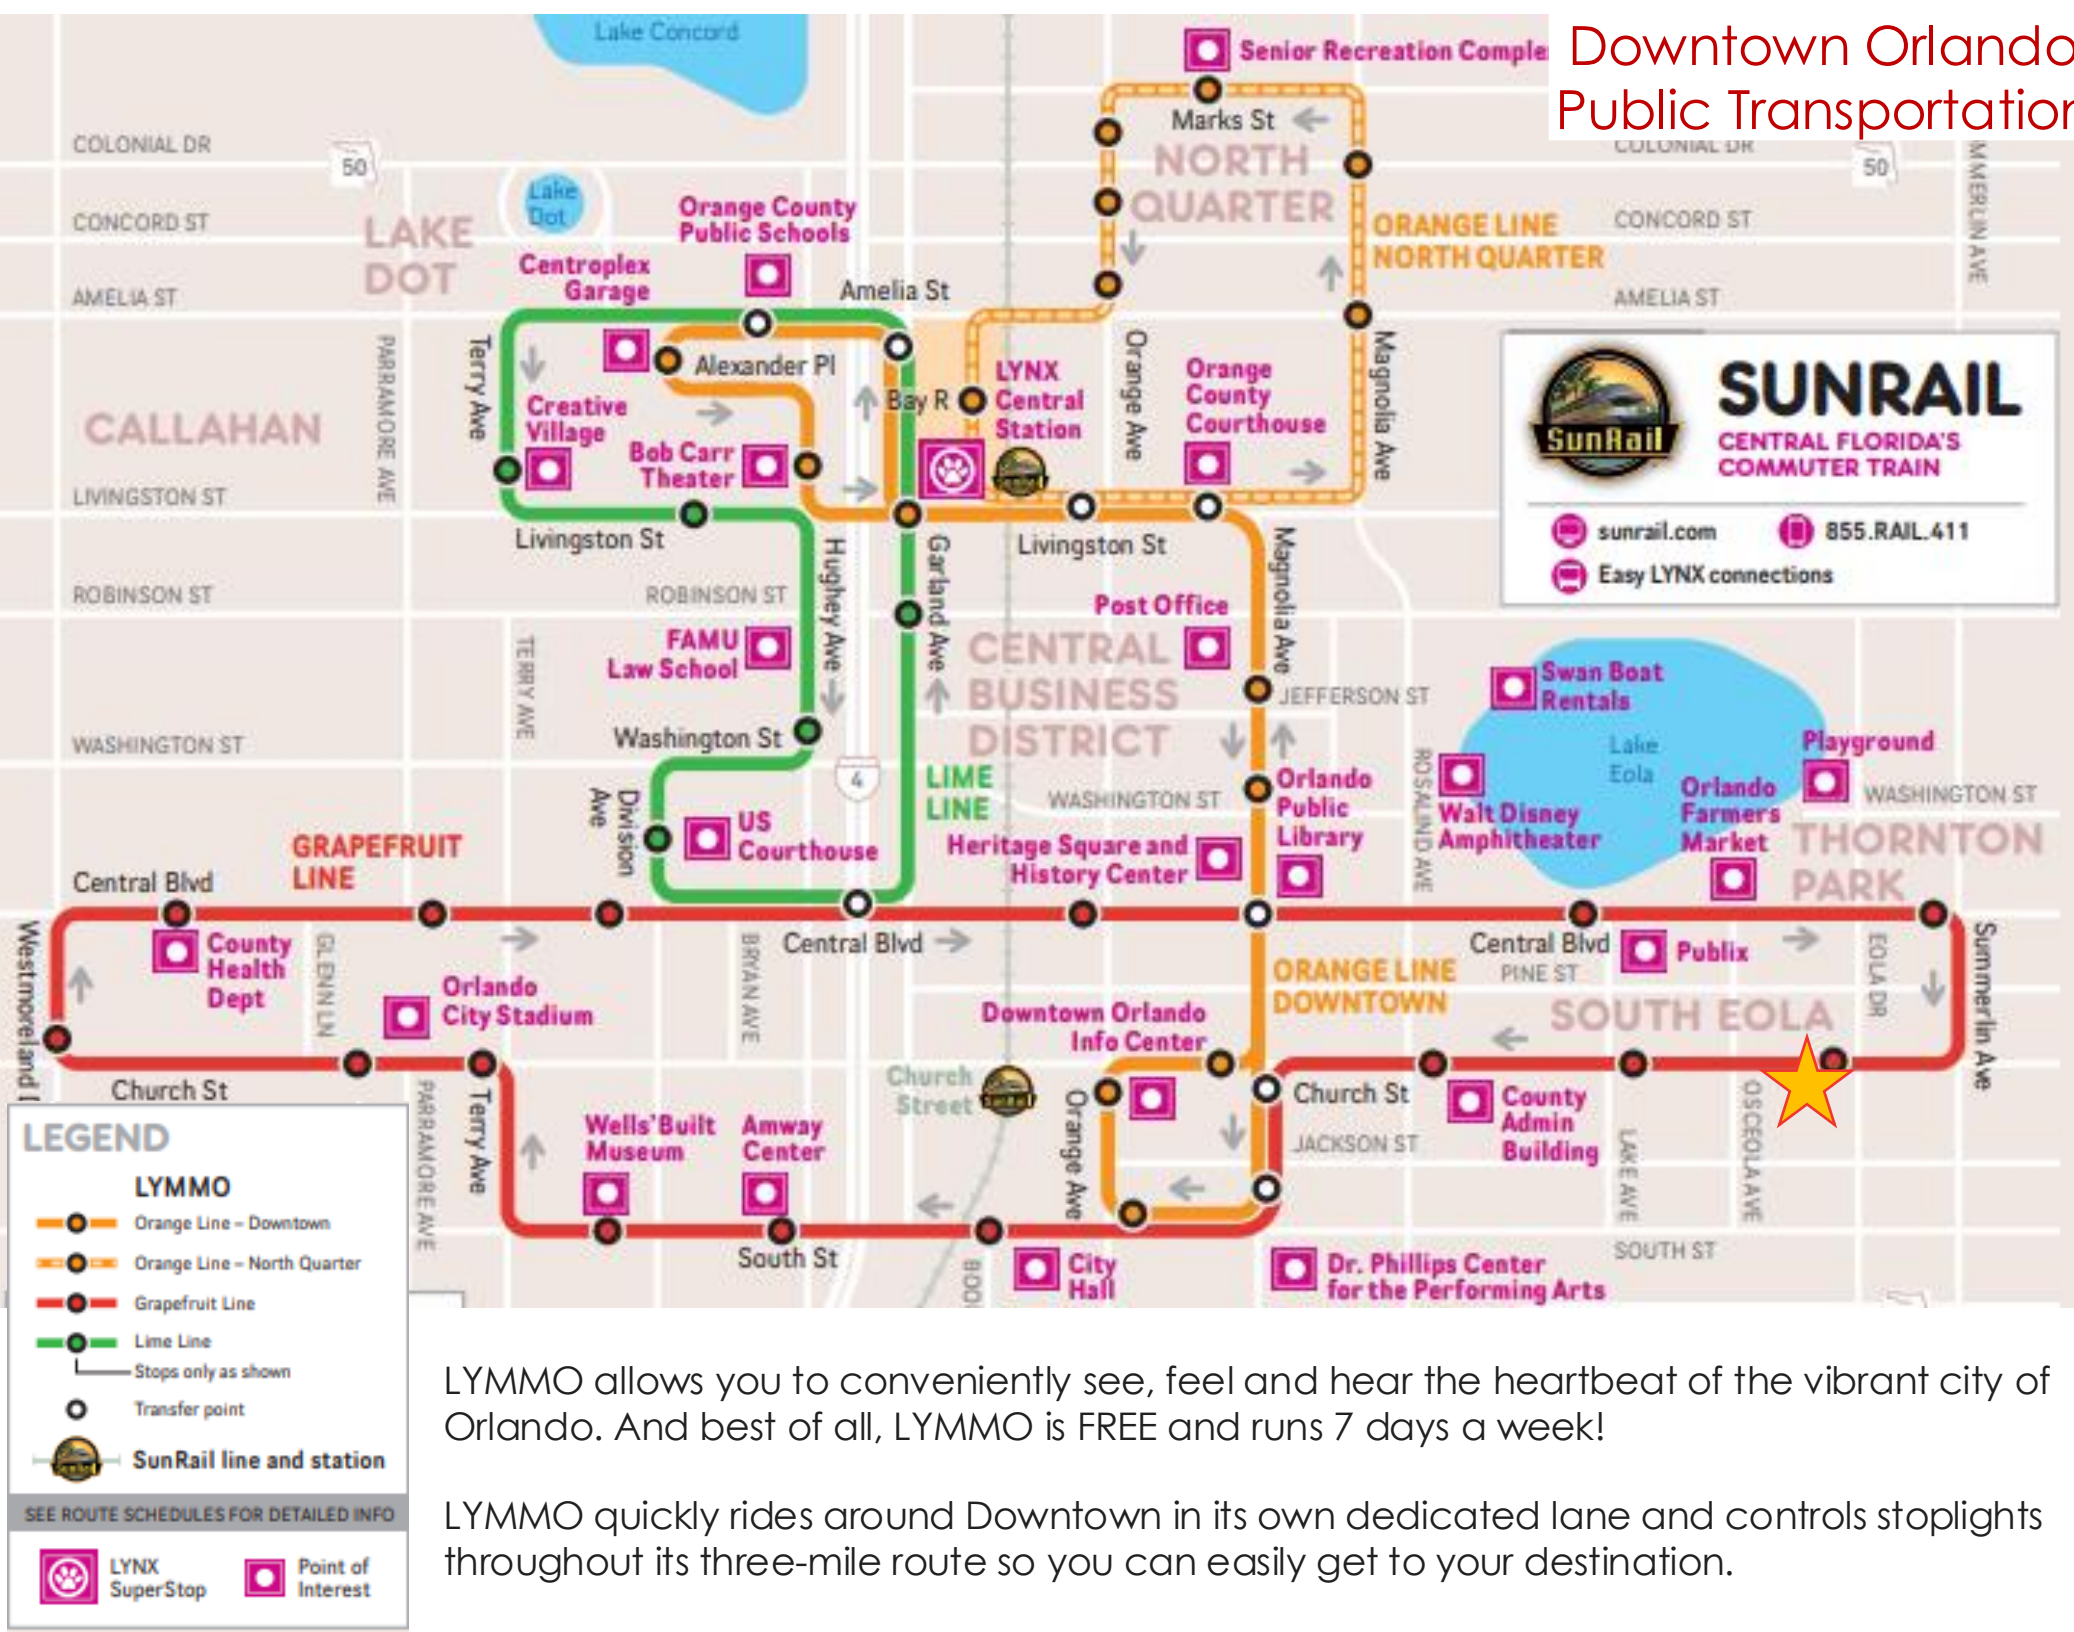 Downtown Orlando
Public Transportation
Lake Concord
Senior Recreation Comple
Marks St
COLONIAL DR
50
COLONIAL DR
50
NORTH
QUARTER
Lake
Dot
CONCORD ST
LAKE
DOT
Orange County
Public Schools
ORANGE LINE
NORTH QUARTER
CONCORD ST
Centroplex
Garage
AMELIA ST
Amelia St
AMELIA ST
PARRAMORE AVE
Terry Ave
Alexander Pl
Bay R
LYNX
Central
Station
Orange Ave
Orange
County
Courthouse
Magnolia Ave
SunRail
SUNRAIL
CENTRAL FLORIDA'S
COMMUTER TRAIN
sunrail.com
855.RAIL.411
Easy LYNX connections
CALLAHAN
Creative
Village
Bob Carr
Theater
LIVINGSTON ST
Livingston St
Livingston St
Hughey Ave
Garland Ave
Magnolia Ave
ROBINSON ST
ROBINSON ST
Post Office
FAMU
Law School
CENTRAL
BUSINESS
DISTRICT
TERRY AVE
JEFFERSON ST
Swan Boat
Rentals
Lake
Eola
Playground
WASHINGTON ST
Washington St
4
LIME
LINE
WASHINGTON ST
Orlando
Public
Library
ROSALIND AVE
Walt Disney
Amphitheater
Orlando
Farmers
Market
WASHINGTON ST
THORNTON
PARK
Division
Ave
US
Courthouse
Heritage Square and
History Center
GRAPEFRUIT
LINE
Central Blvd
Central Blvd
Central Blvd
County
Health
Dept
GLENN LN
Orlando
City Stadium
BRYAN AVE
ORANGE LINE
DOWNTOWN
Publix
PINE ST
SOUTH EOLA
EOLA DR
Summerlin Ave
Downtown Orlando
Info Center
Church
Street
Church St
Church St
PARRAMORE AVE
Terry Ave
Wells' Built
Museum
Amway
Center
Orange Ave
JACKSON ST
County
Admin
Building
LAKE AVE
OSCEOLA AVE
South St
SOUTH ST
City
Hall
Dr. Phillips Center
for the Performing Arts
LEGEND
LYMMO
Orange Line – Downtown
Orange Line – North Quarter
Grapefruit Line
Lime Line
Stops only as shown
Transfer point
SunRail line and station
SEE ROUTE SCHEDULES FOR DETAILED INFO
LYNX
SuperStop
Point of
Interest
LYMMO allows you to conveniently see, feel and hear the heartbeat of the vibrant city of
Orlando. And best of all, LYMMO is FREE and runs 7 days a week!
LYMMO quickly rides around Downtown in its own dedicated lane and controls stoplights
throughout its three-mile route so you can easily get to your destination.